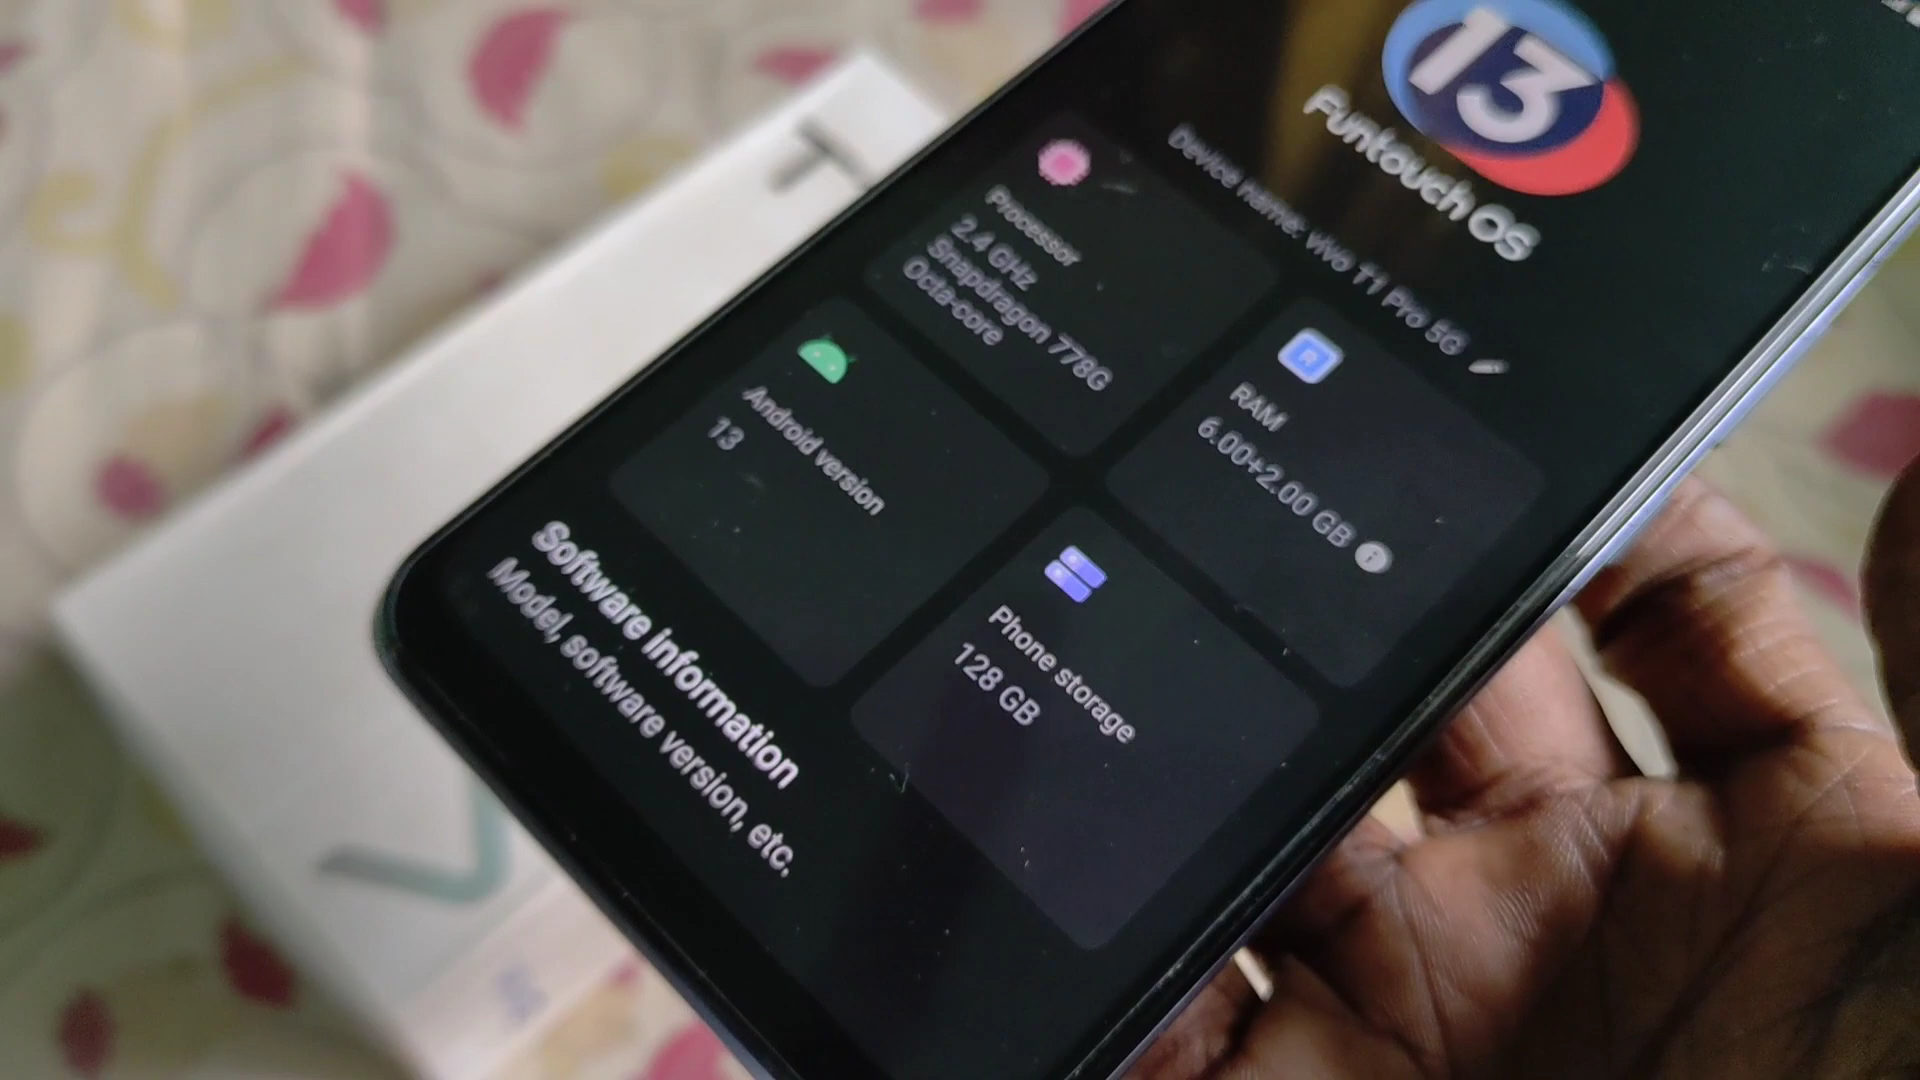 13
Funtouch OS
Device name: vivo T1 Pro 5G
Processor
2.4 GHz
Snapdragon 778G
Octa-core
RAM
6.00+2.00 GB
Android version
13
Phone storage
128 GB
Software information
Model, software version, etc.
T
V